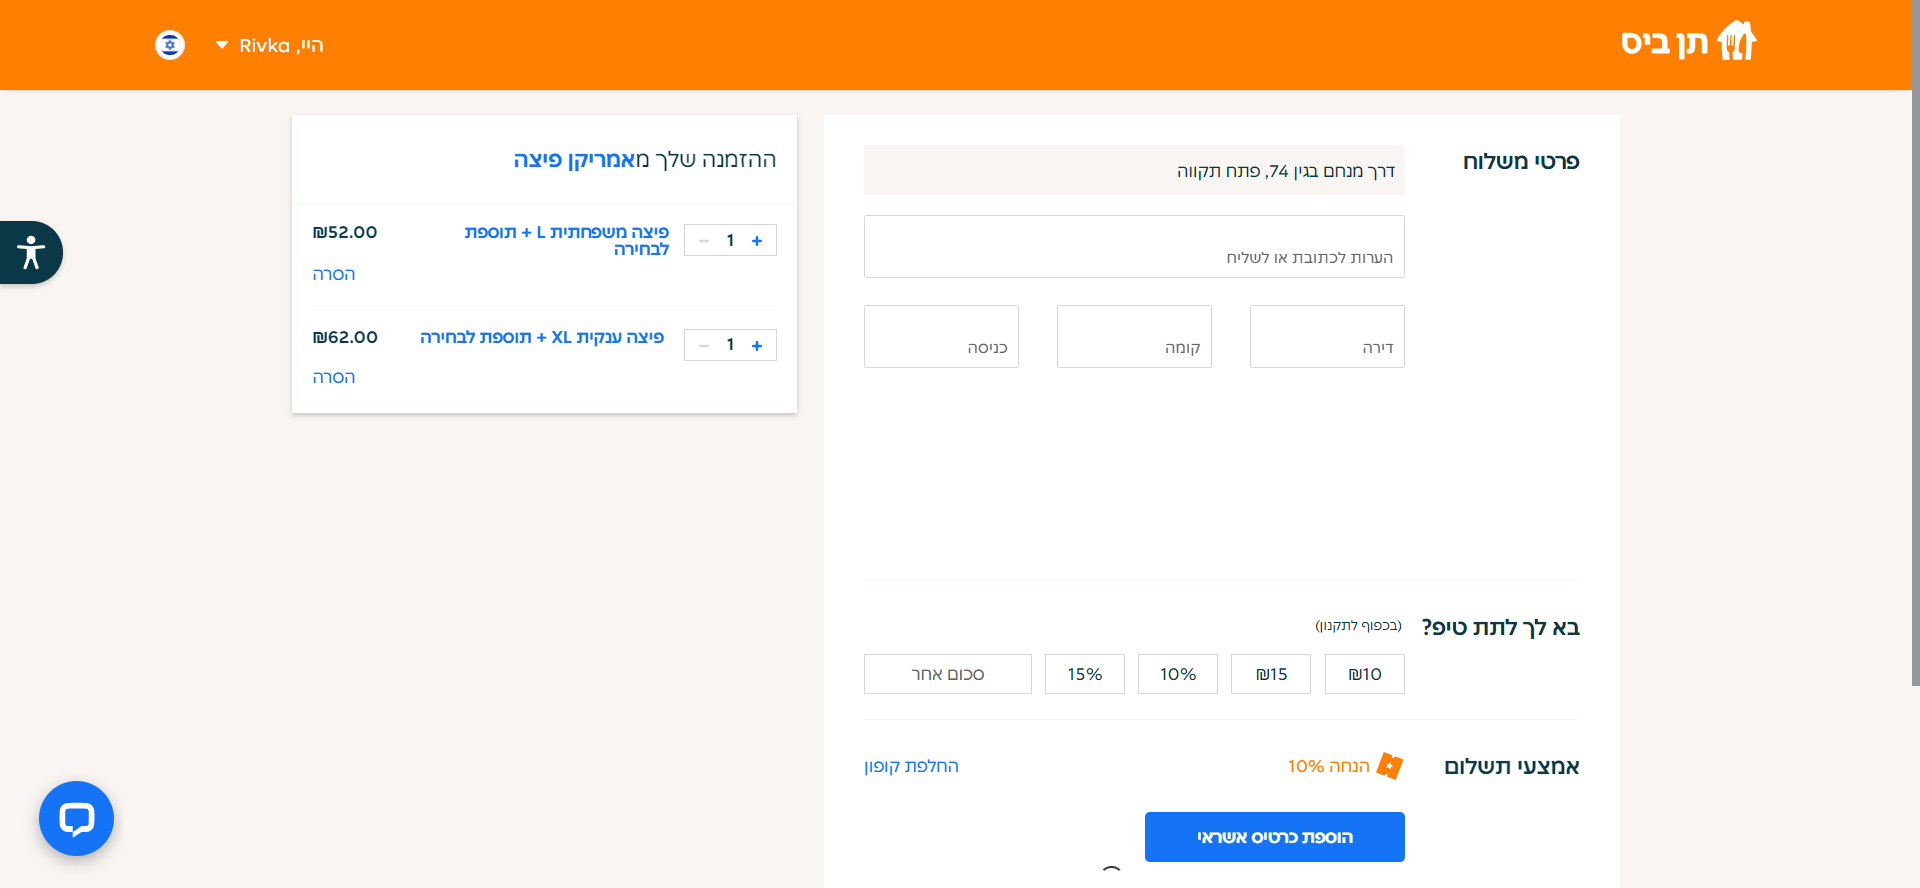 תן ביס
היי, Rivka
פרטי משלוח
דרך מנחם בגין 74, פתח תקווה
הערות לכתובת או לשליח
דירה
קומה
כניסה
בא לך לתת טיפ?
(בכפוף לתקנון)
₪10
₪15
10%
15%
סכום אחר
אמצעי תשלום
הנחה 10%
החלפת קופון
הוספת כרטיס אשראי
ההזמנה שלך מאמריקן פיצה
+ 1 −
פיצה משפחתית L + תוספת
לבחירה
₪52.00
הסרה
+ 1 −
פיצה ענקית XL + תוספת לבחירה
₪62.00
הסרה